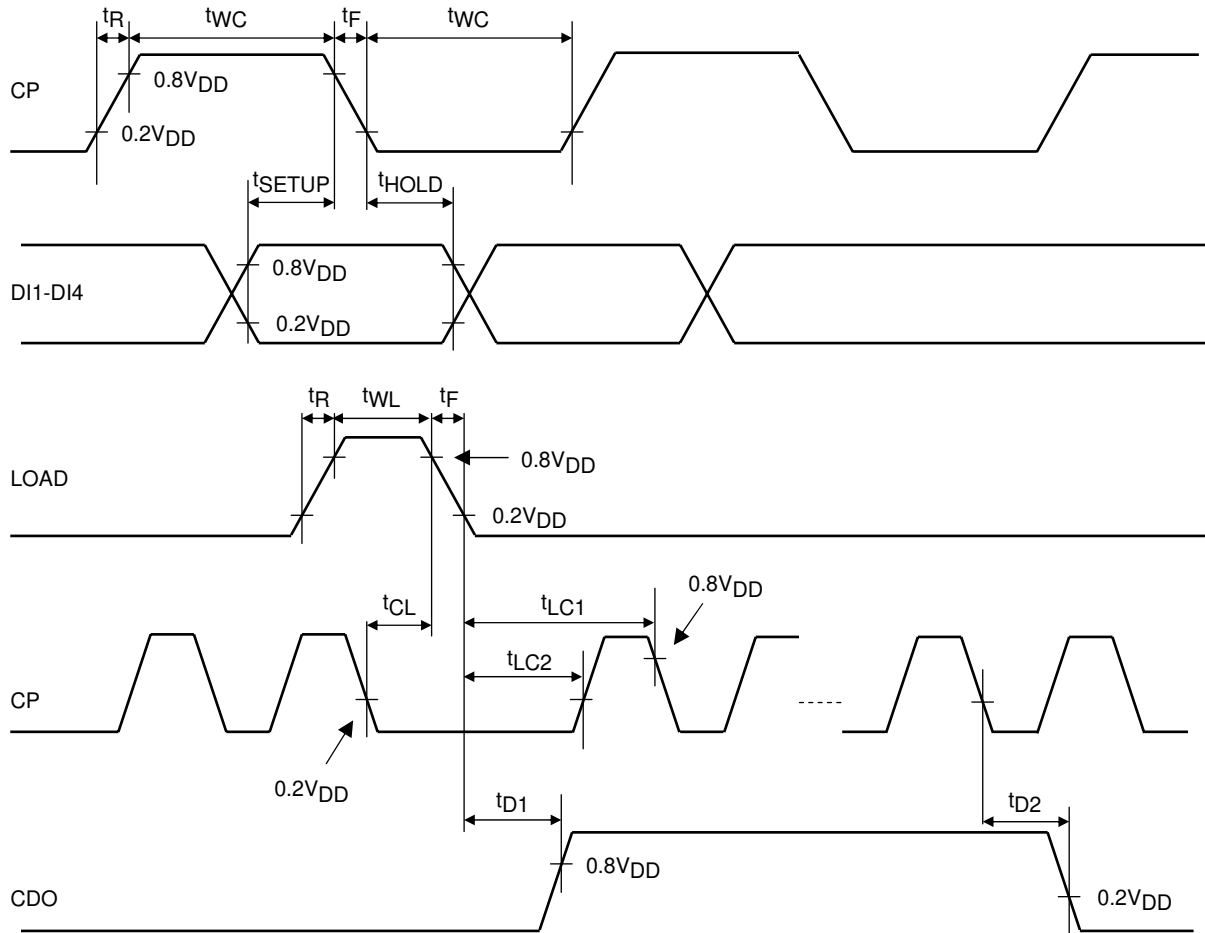 tR tWC tF tWC
CP
0.8VDD
0.2VDD
tSETUP tHOLD
DI1-DI4
0.8VDD
0.2VDD
tR tWL tF
LOAD
0.8VDD
0.2VDD
CP
tCL tLC1
0.8VDD
tLC2
0.2VDD
tD1 tD2
CDO
0.8VDD
0.2VDD